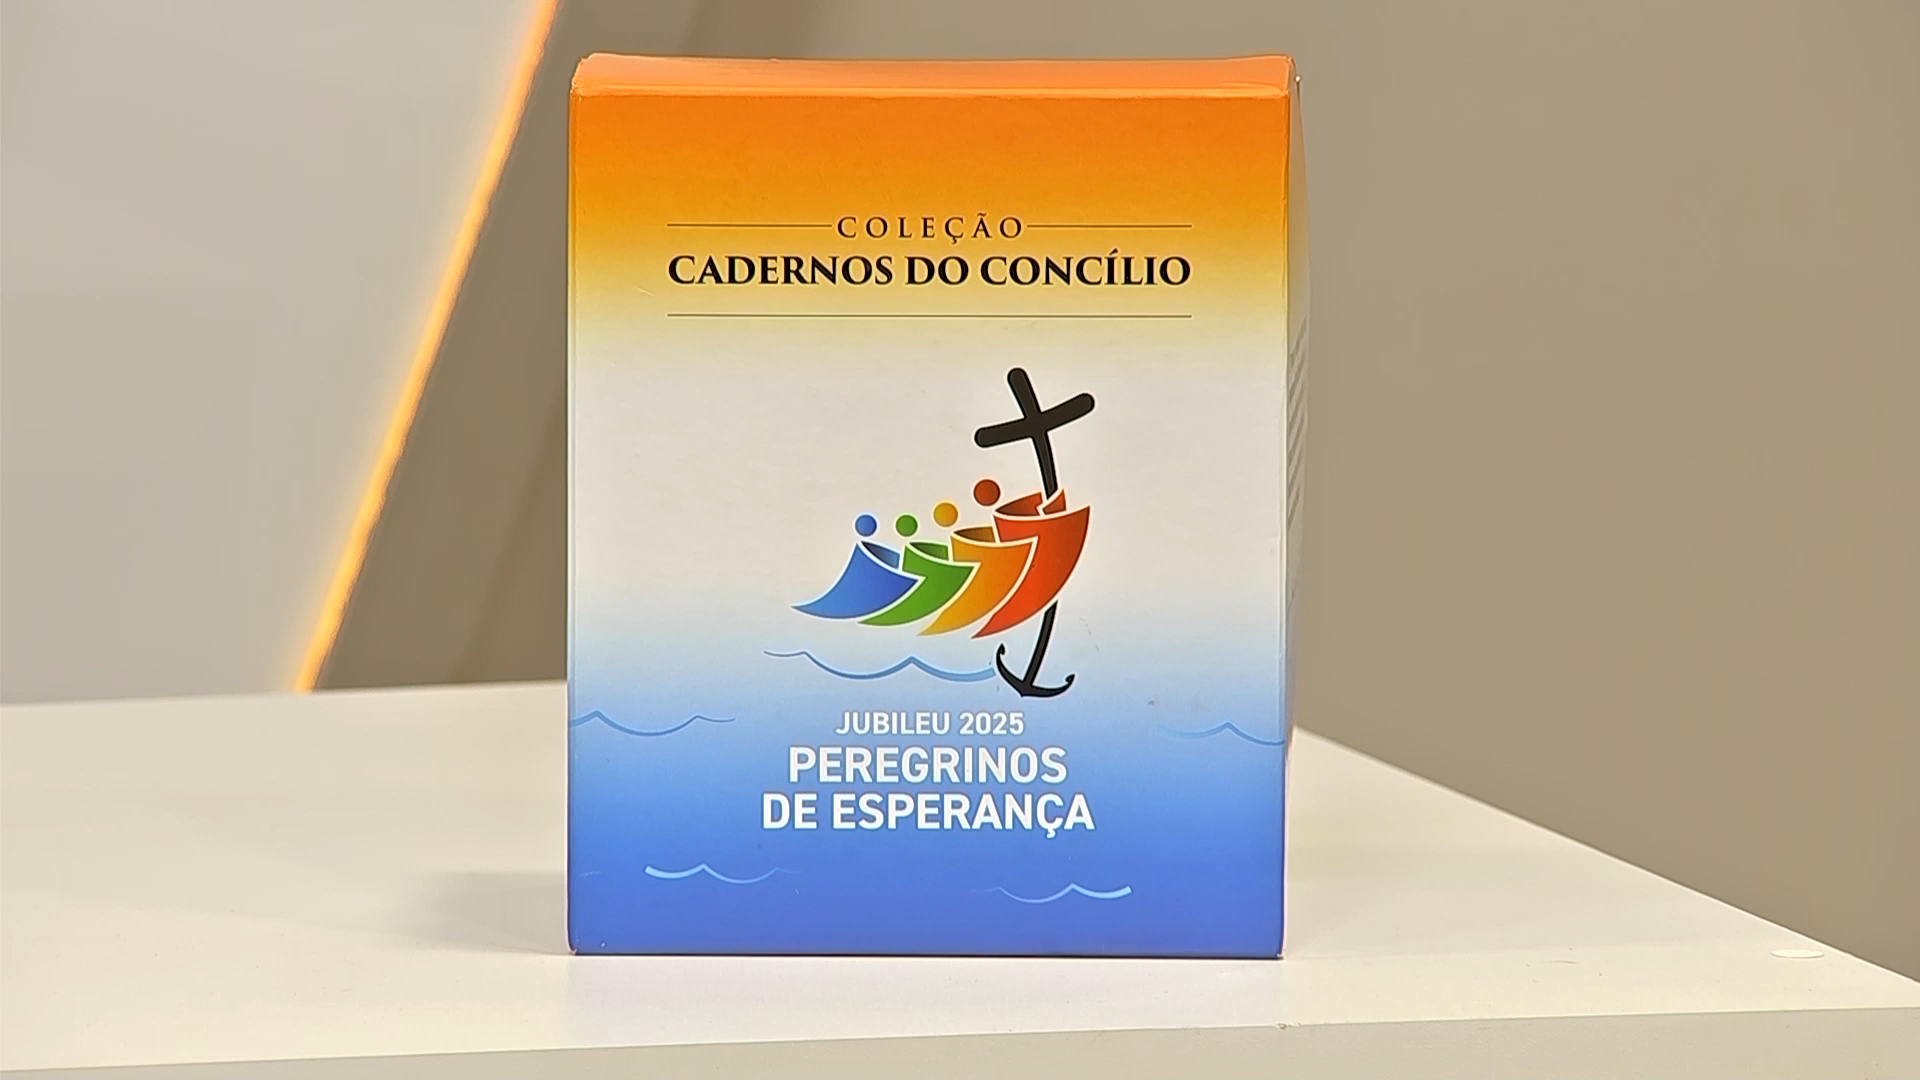 COLEÇÃO
CADERNOS DO CONCÍLIO
JUBILEU 2025
PEREGRINOS
DE ESPERANÇA